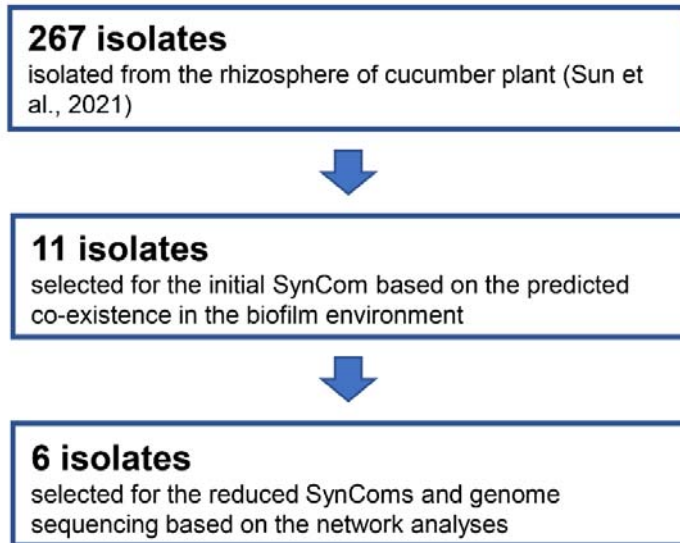 267 isolates
isolated from the rhizosphere of cucumber plant (Sun et
al., 2021)
11 isolates
selected for the initial SynCom based on the predicted
co-existence in the biofilm environment
6 isolates
selected for the reduced SynComs and genome
sequencing based on the network analyses